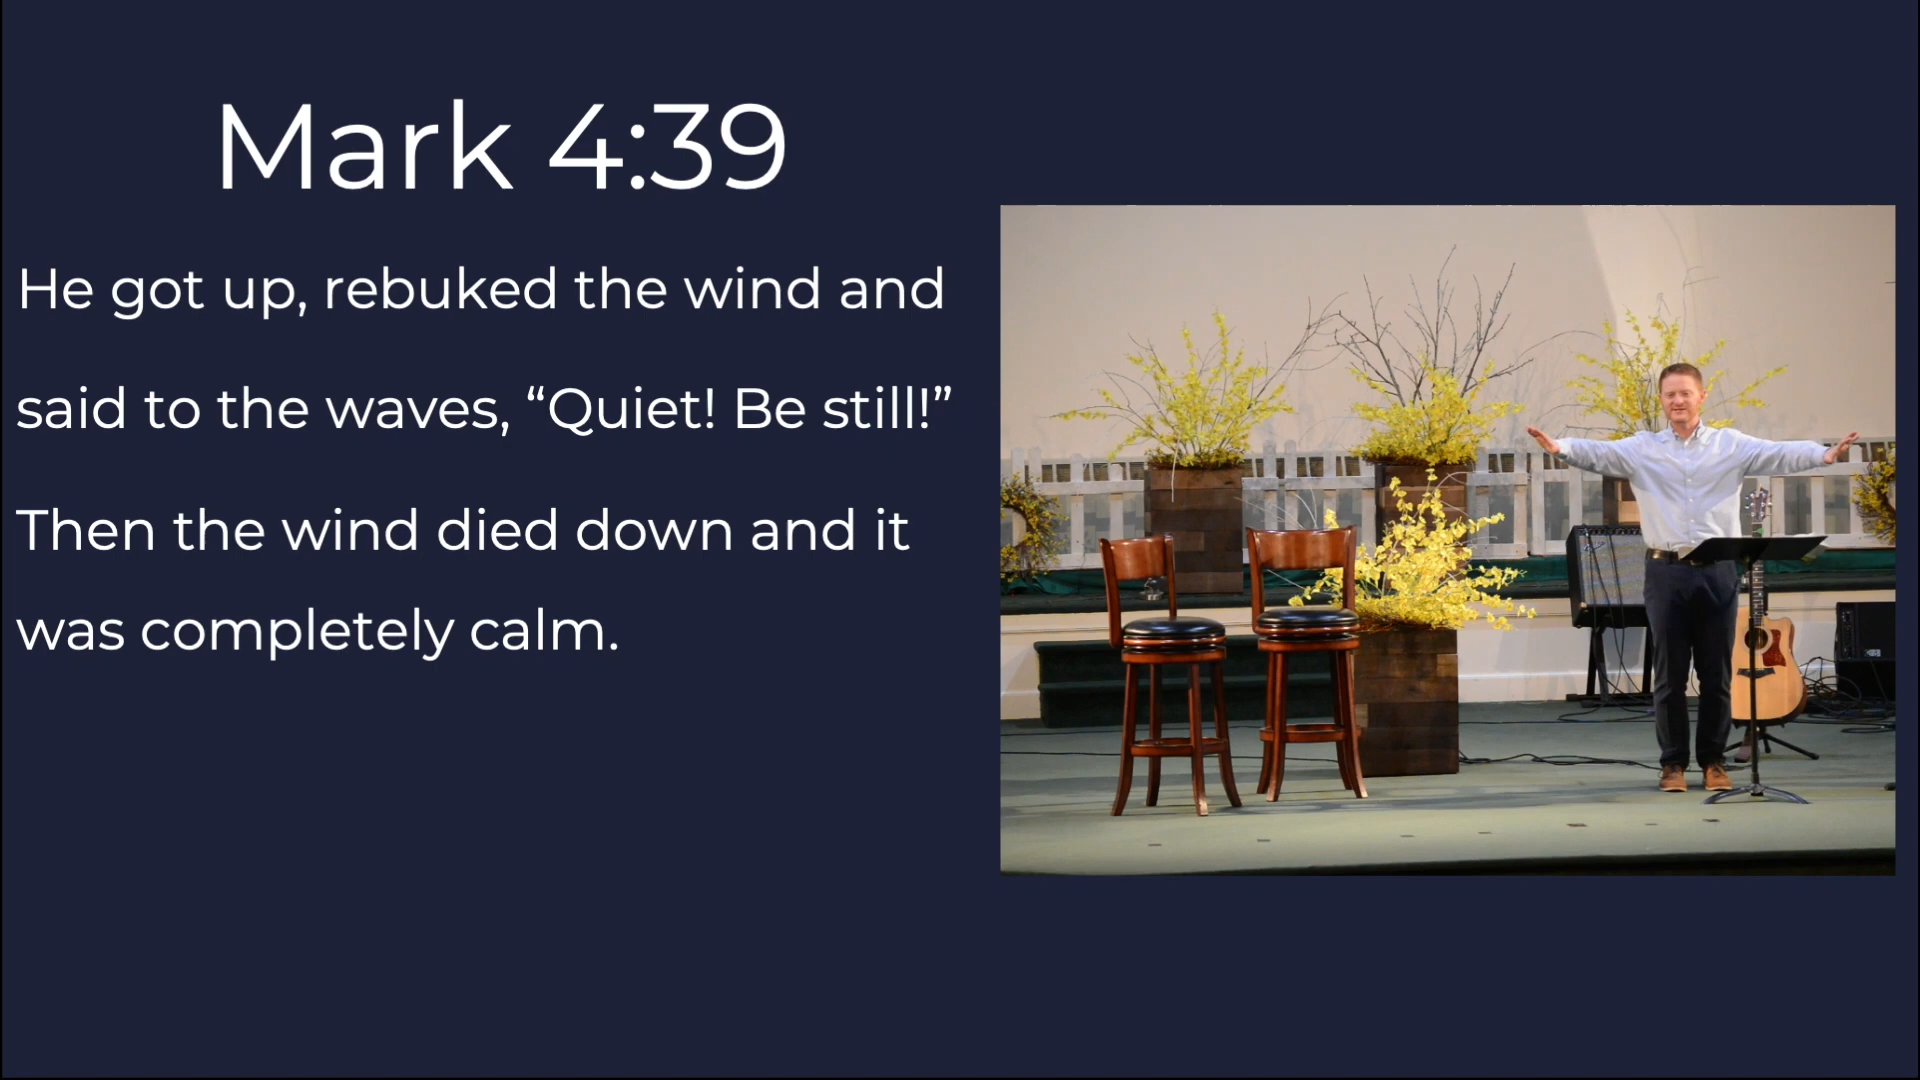 Mark 4:39
He got up, rebuked the wind and
said to the waves, “Quiet! Be still!”
Then the wind died down and it
was completely calm.